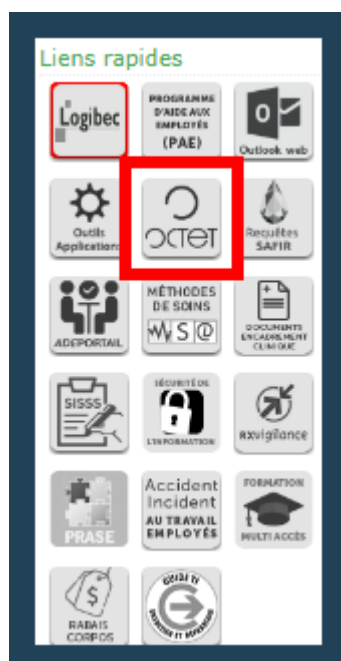 Liens rapides
Logibec
PROGRAMME
D'AIDE AUX
EMPLOYÉS
(PAE)
Outlook web
Outils
Applications
OCTET
Requêtes
SAFIR
ADEPORTAIL
MÉTHODES
DE SOINS
S @
DOCUMENTS
ENCADREMENT
CLINIQUE
SISSS
SÉCURITÉ DE
L'INFORMATION
Rxvigilance
PRASE
Accident
Incident
AU TRAVAIL
EMPLOYÉS
FORMATION
MULTI ACCÈS
RABAIS
CORPOS
GUIDE TI